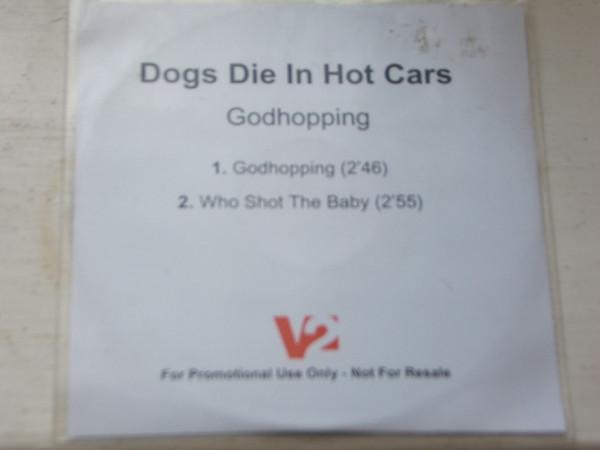 Dogs Die In Hot Cars
Godhopping
1. Godhopping (2'46)
2. Who Shot The Baby (2'55)
V2
For Promotional Use Only - Not For Resale